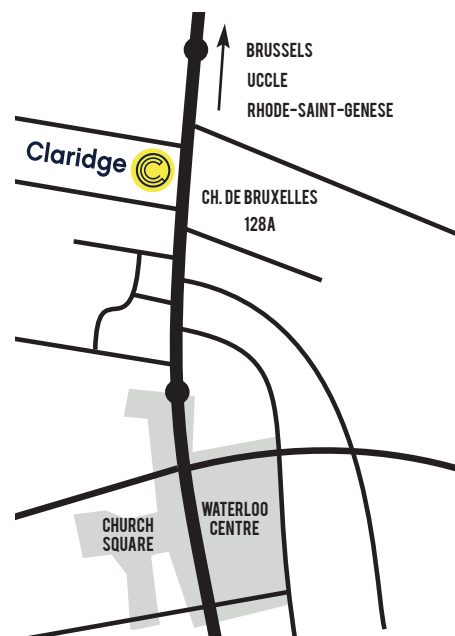 BRUSSELS
UCCLE
RHODE-SAINT-GENESE
Claridge
CH. DE BRUXELLES
128A
WATERLOO
CENTRE
CHURCH
SQUARE